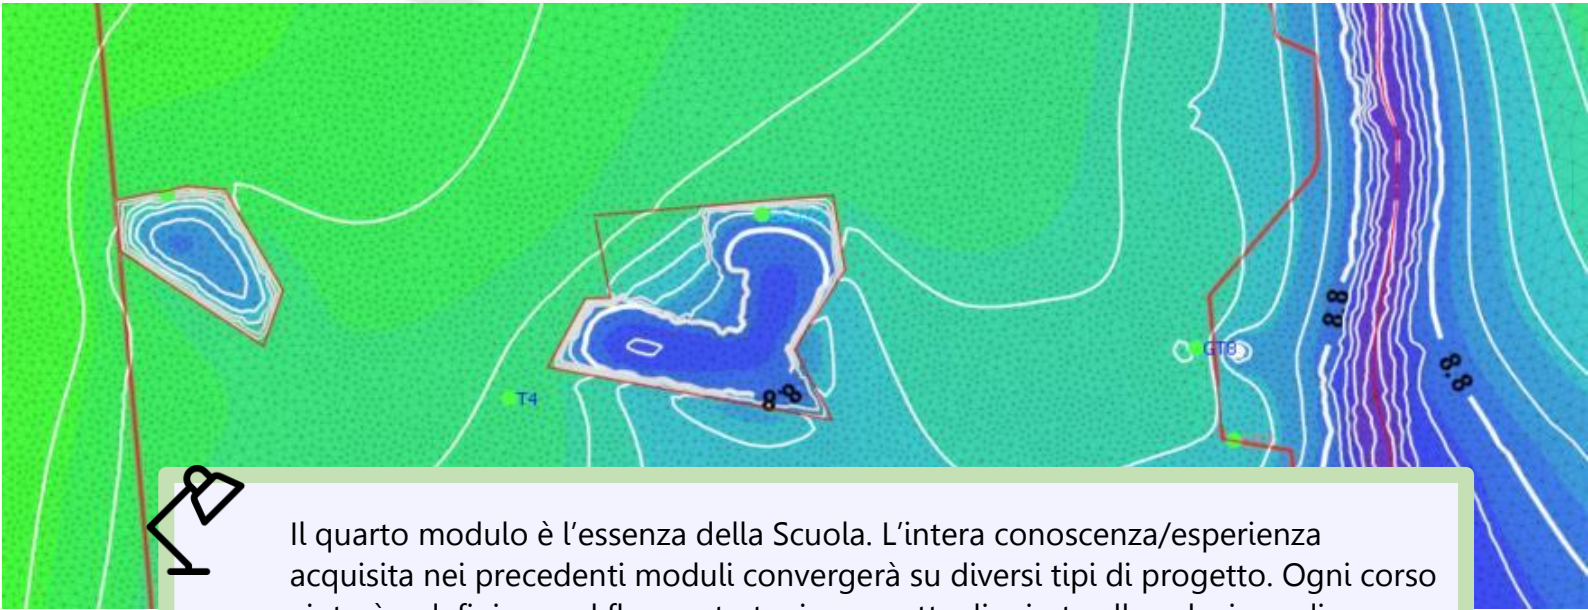 8.8
8.8
8.8
T4
GT8
Il quarto modulo è l’essenza della Scuola. L’intera conoscenza/esperienza
acquisita nei precedenti moduli convergerà su diversi tipi di progetto. Ogni corso